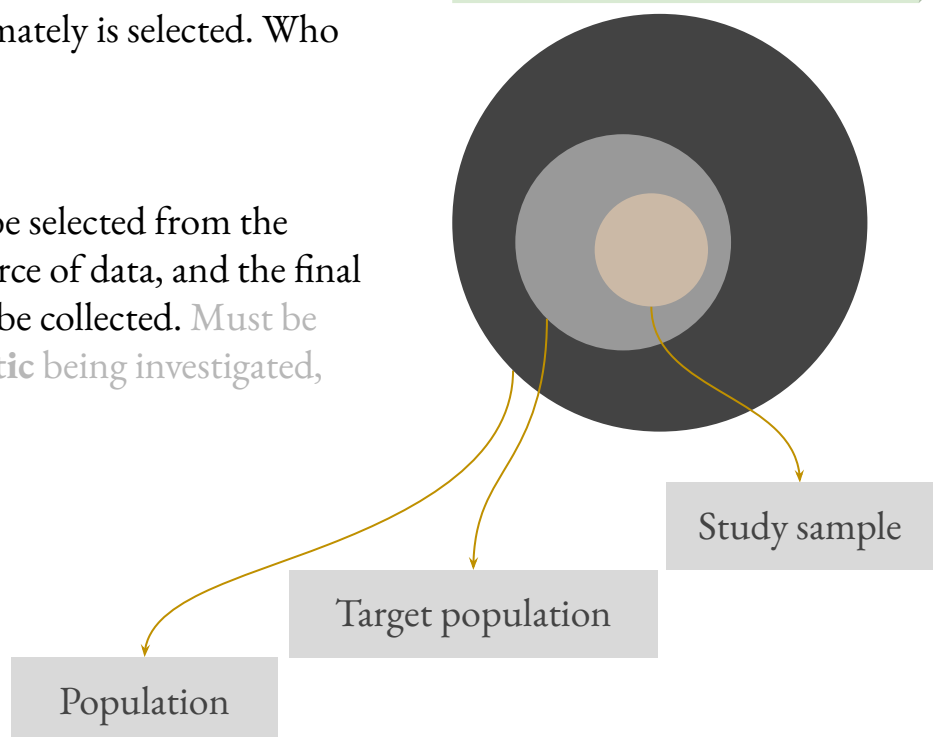 mately is selected. Who
be selected from the
rce of data, and the final
be collected. Must be
tic being investigated,
Study sample
Target population
Population